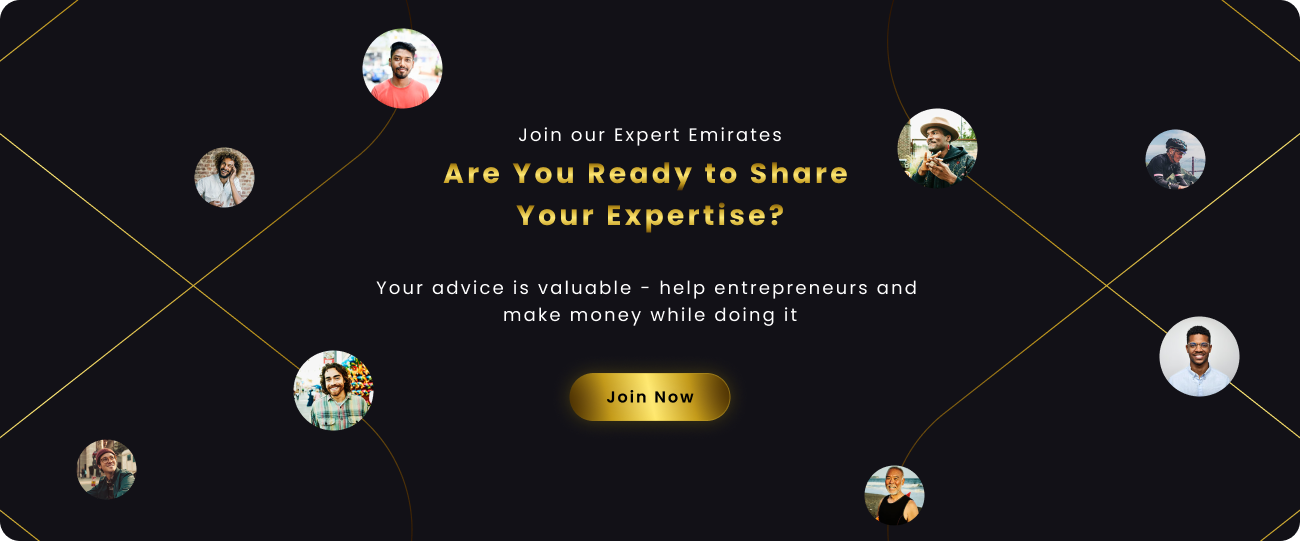 Join our Expert Emirates
Are You Ready to Share
Your Expertise?
Your advice is valuable - help entrepreneurs and
make money while doing it
Join Now